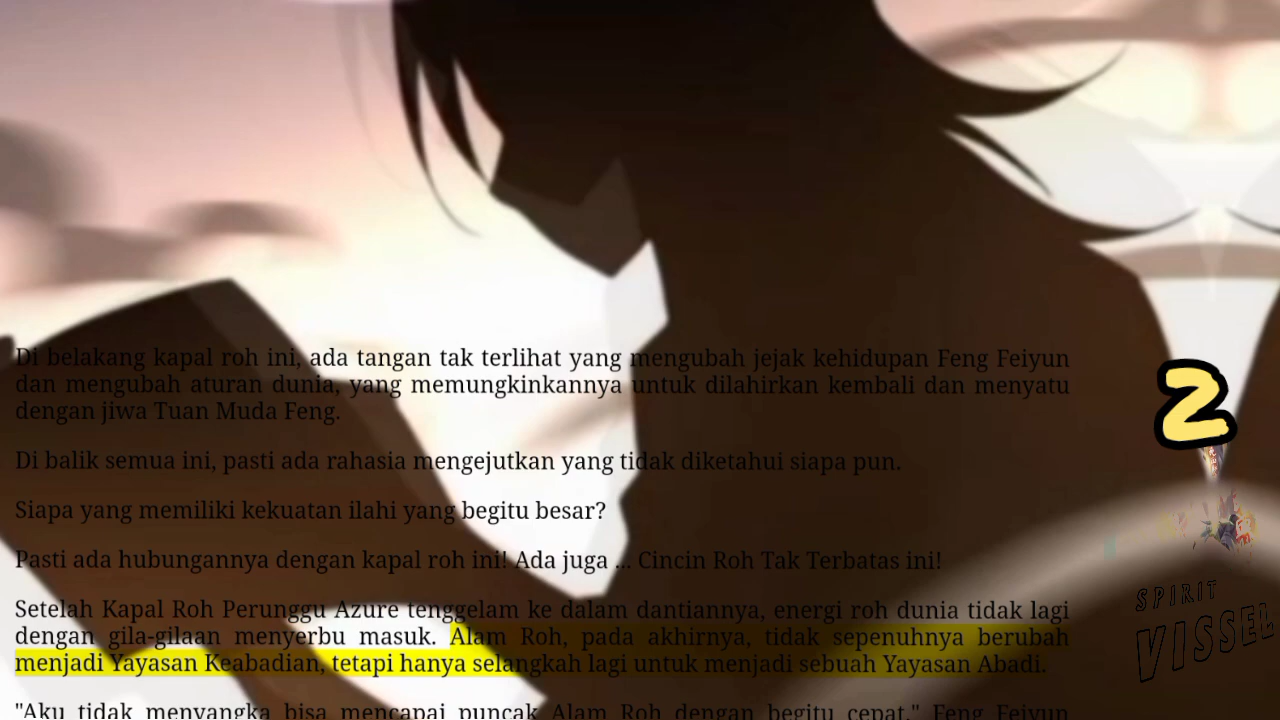 Di belakang kapal roh ini, ada tangan tak terlihat yang mengubah jejak kehidupan Feng Feiyun
dan mengubah aturan dunia, yang memungkinkannya untuk dilahirkan kembali dan menyatu
dengan jiwa Tuan Muda Feng.
Di balik semua ini, pasti ada rahasia mengejutkan yang tidak diketahui siapa pun.
Siapa yang memiliki kekuatan ilahi yang begitu besar?
Pasti ada hubungannya dengan kapal roh ini! Ada juga ... Cincin Roh Tak Terbatas ini!
Setelah Kapal Roh Perunggu Azure tenggelam ke dalam dantiannya, energi roh dunia tidak lagi
dengan gila-gilaan menyerbu masuk. Alam Roh, pada akhirnya, tidak sepenuhnya berubah
menjadi Yayasan Keabadian, tetapi hanya selangkah lagi untuk menjadi sebuah Yayasan Abadi.
"Aku tidak menyangka bisa mencapai puncak Alam Roh dengan begitu cepat," Feng Feiyun
2
SPIRIT
VISSEL